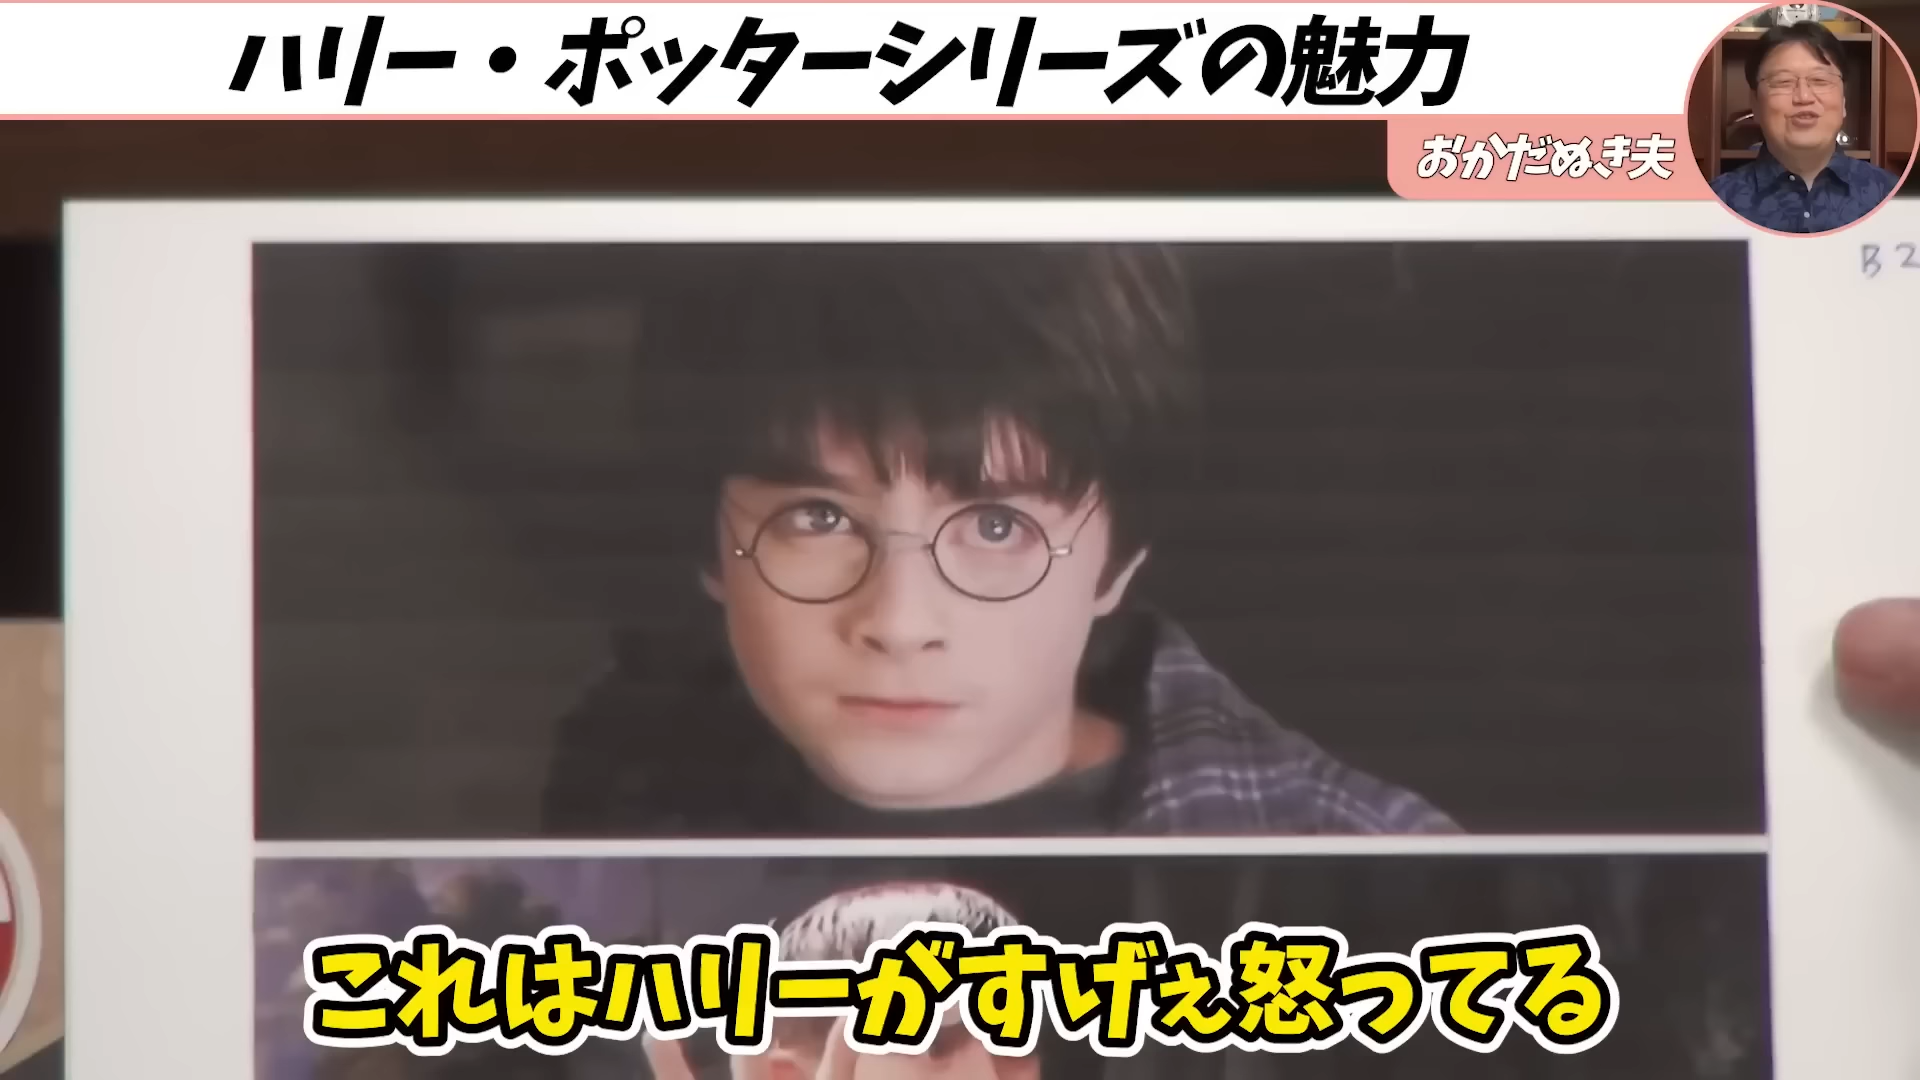 ハリー・ポッターシリーズの魅力
おかだぬき夫
B2
これはハリーがすげぇ怒ってる